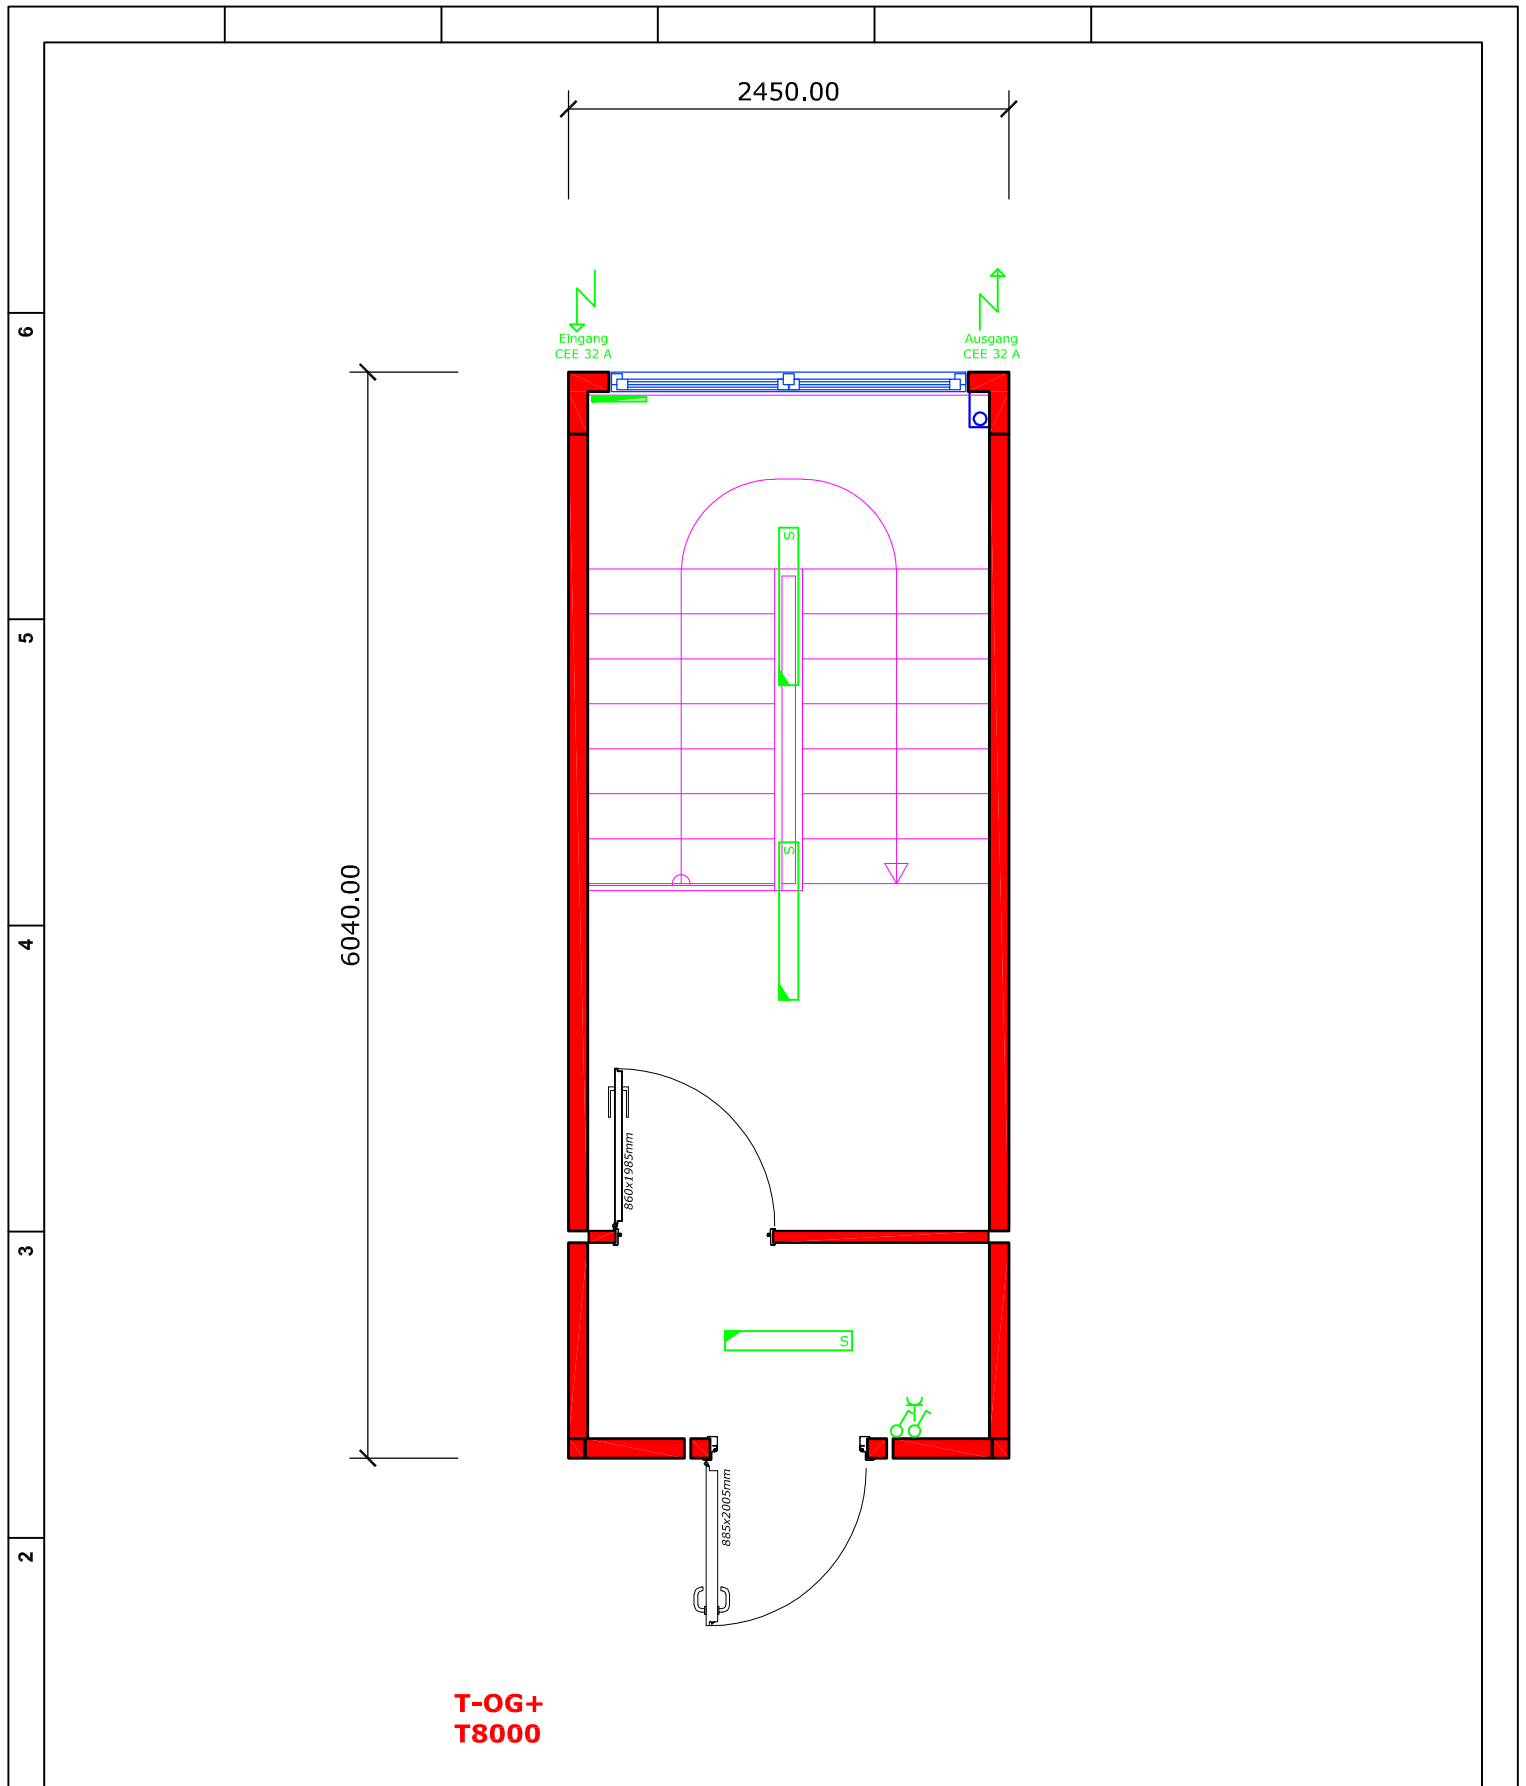 2450.00
Eingang
CEE 32 A
Ausgang
CEE 32 A
6
5
4
3
2
6040.00
S
S
860x1985mm
S
885x2005mm
T-OG+
T8000